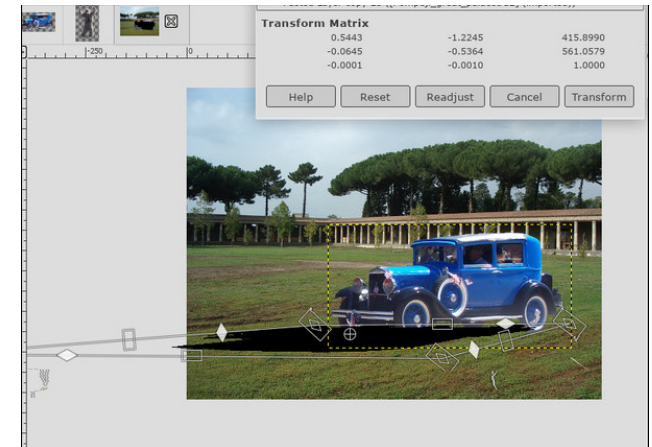 Transform Matrix
0.5443 -1.2245 415.8990
-0.0645 -0.5364 561.0579
-0.0001 -0.0010 1.0000
Help Reset Readjust Cancel Transform
-250 0